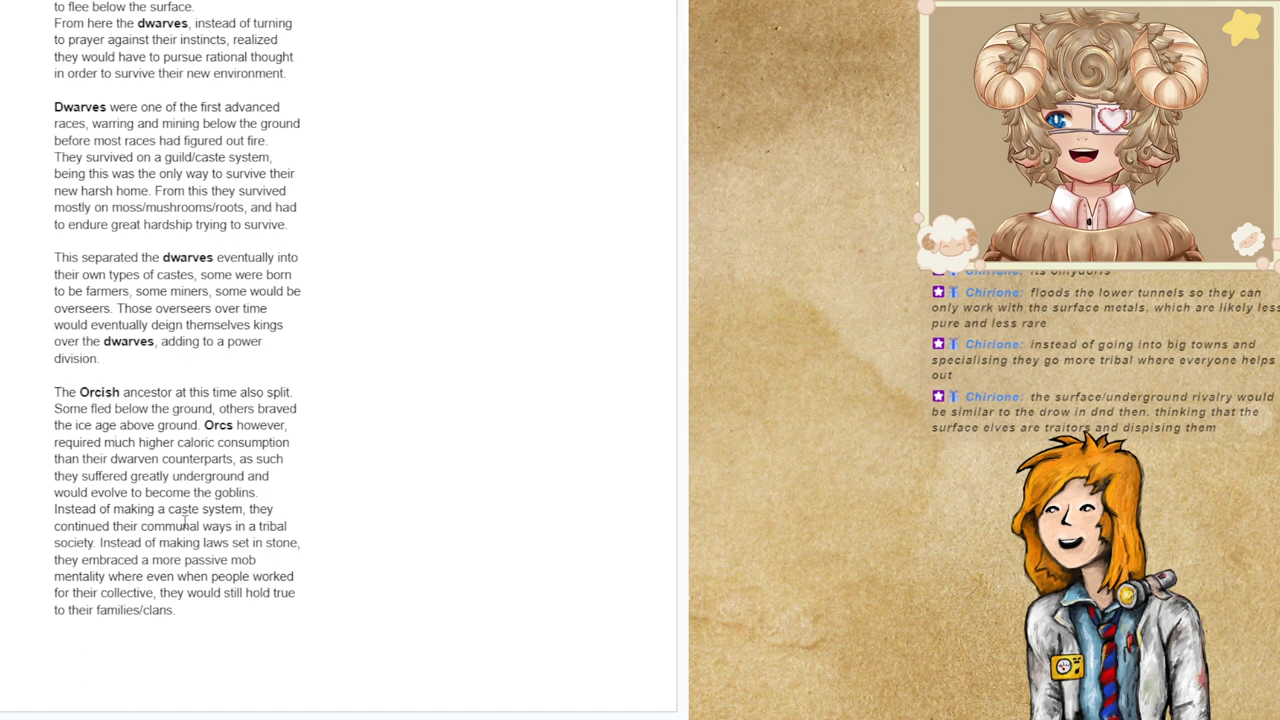 to flee below the surface.
From here the dwarves, instead of turning
to prayer against their instincts, realized
they would have to pursue rational thought
in order to survive their new environment.
Dwarves were one of the first advanced
races, warring and mining below the ground
before most races had figured out fire.
They survived on a guild/caste system,
being this was the only way to survive their
new harsh home. From this they survived
mostly on moss/mushrooms/roots, and had
to endure great hardship trying to survive.
This separated the dwarves eventually into
their own types of castes, some were born
to be farmers, some miners, some would be
overseers. Those overseers over time
would eventually deign themselves kings
over the dwarves, adding to a power
division.
The Orcish ancestor at this time also split.
Some fled below the ground, others braved
the ice age above ground. Orcs however,
required much higher caloric consumption
than their dwarven counterparts, as such
they suffered greatly underground and
would evolve to become the goblins.
Instead of making a caste system, they
continued their communal ways in a tribal
society. Instead of making laws set in stone,
they embraced a more passive mob
mentality where even when people worked
for their collective, they would still hold true
to their families/clans.
Chirione: its
Chirione: floods the lower tunnels so they can
only work with the surface metals, which are likely less
pure and less rare
Chirione: instead of going into big towns and
specialising they go more tribal where everyone helps
out
Chirione: the surface/underground rivalry would
be similar to the drow in dnd then. thinking that the
surface elves are traitors and dispising them